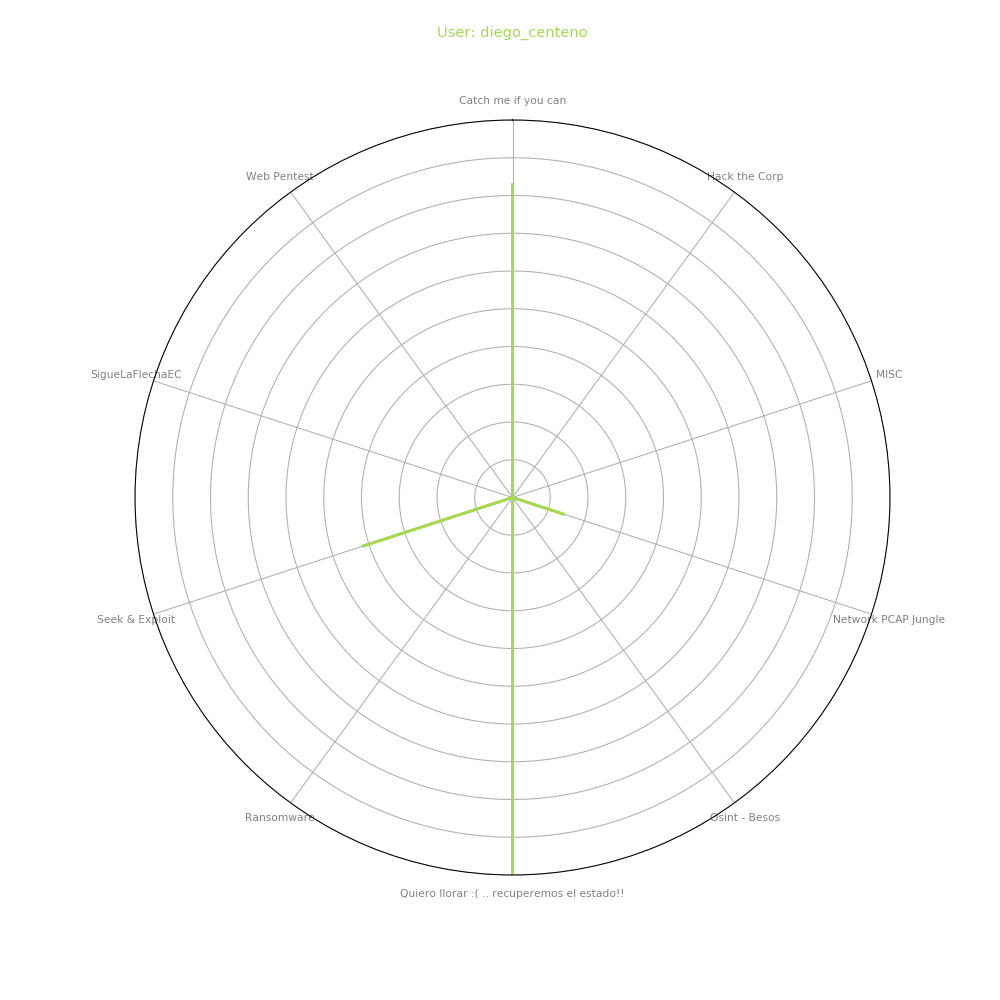 User: diego_centeno
Catch me if you can
Web Pentest
Hack the Corp
SigueLaFlechaEC
MISC
Seek & Exploit
Network PCAP Jungle
Ransomware
Osint - Besos
Quiero llorar :( .. recuperemos el estado!!